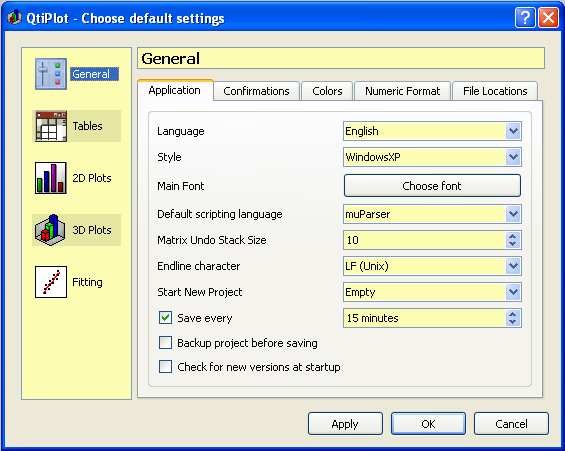 QtiPlot - Choose default settings
General
Tables
2D Plots
3D Plots
Fitting
General
Application Confirmations Colors Numeric Format File Locations
Language English
Style WindowsXP
Main Font Choose font
Default scripting language muParser
Matrix Undo Stack Size 10
Endline character LF (Unix)
Start New Project Empty
Save every 15 minutes
Backup project before saving
Check for new versions at startup
Apply OK Cancel